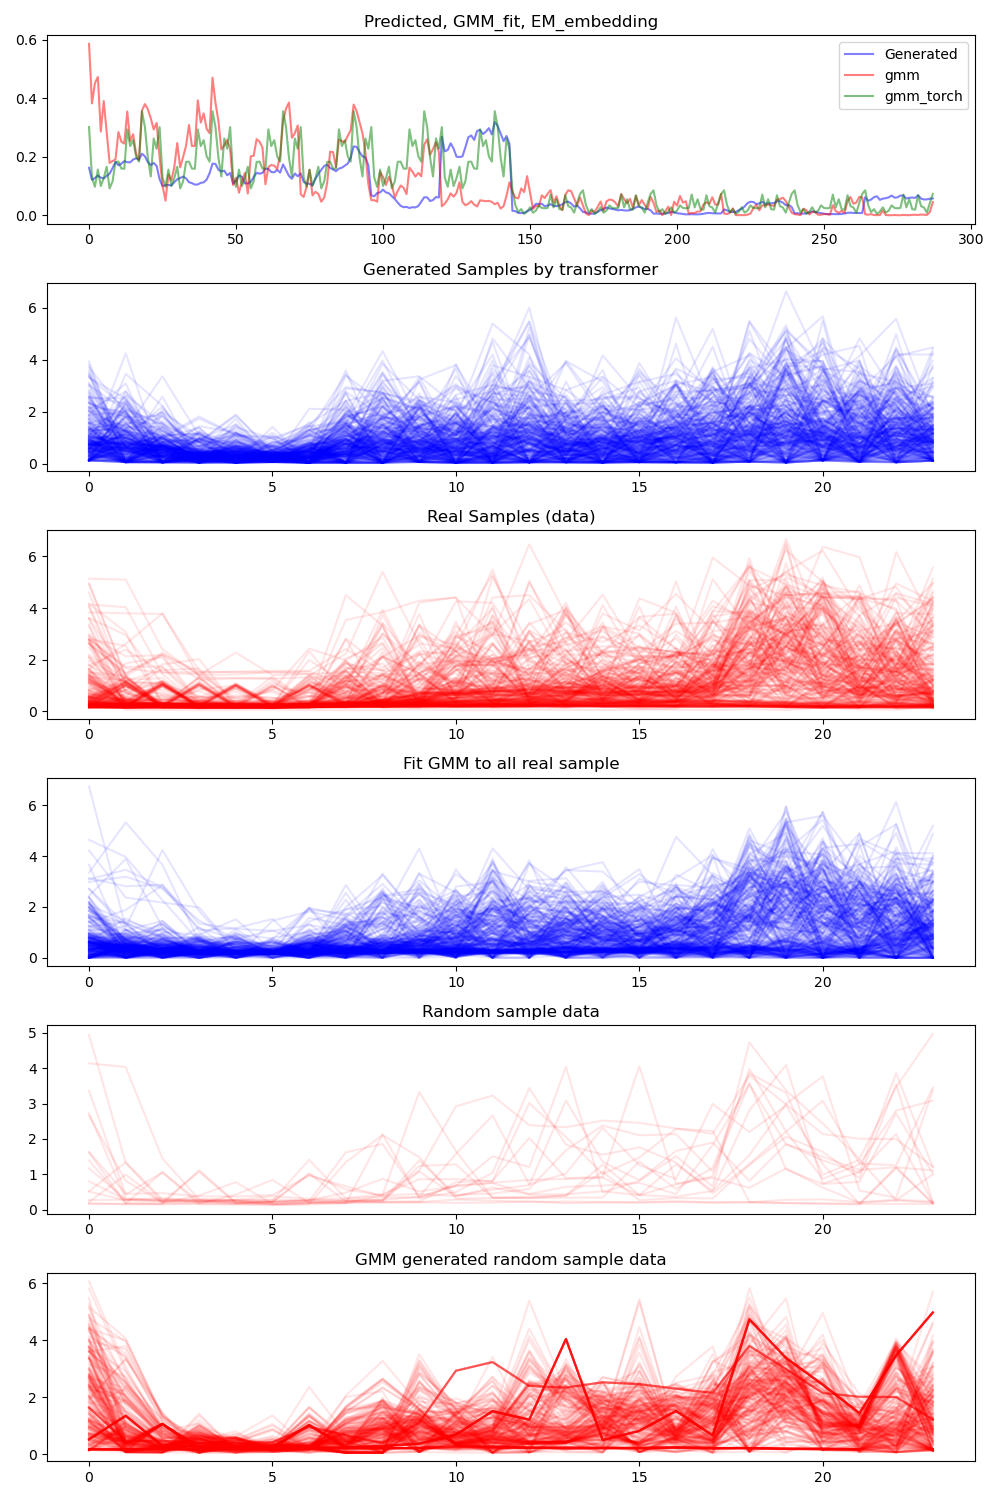 Predicted, GMM_fit, EM_embedding
0.6
0.4
0.2
0.0
Generated
gmm
gmm_torch
0 50 100 150 200 250 300
Generated Samples by transformer
6
4
2
0
0 5 10 15 20
Real Samples (data)
6
4
2
0
0 5 10 15 20
Fit GMM to all real sample
6
4
2
0
0 5 10 15 20
Random sample data
5
4
3
2
1
0
0 5 10 15 20
GMM generated random sample data
6
4
2
0
0 5 10 15 20